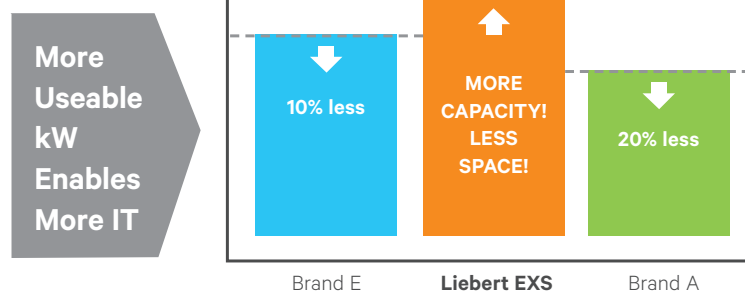 More
Useable
kW
Enables
More IT
10% less
MORE
CAPACITY!
LESS
SPACE!
20% less
Brand E
Liebert EXS
Brand A